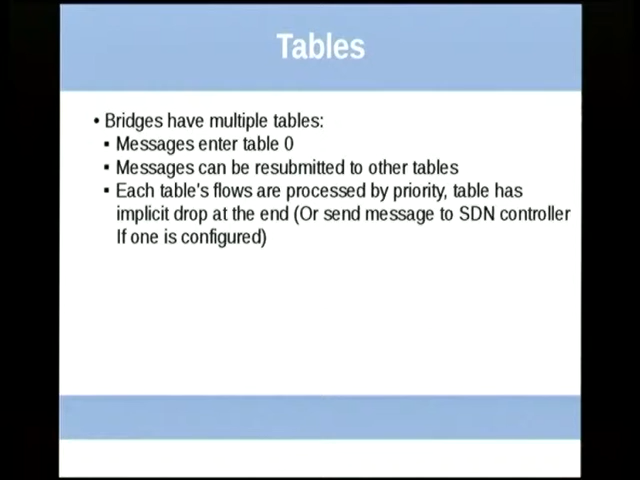 Tables
• Bridges have multiple tables:
▪ Messages enter table 0
▪ Messages can be resubmitted to other tables
▪ Each table's flows are processed by priority, table has
implicit drop at the end (Or send message to SDN controller
If one is configured)